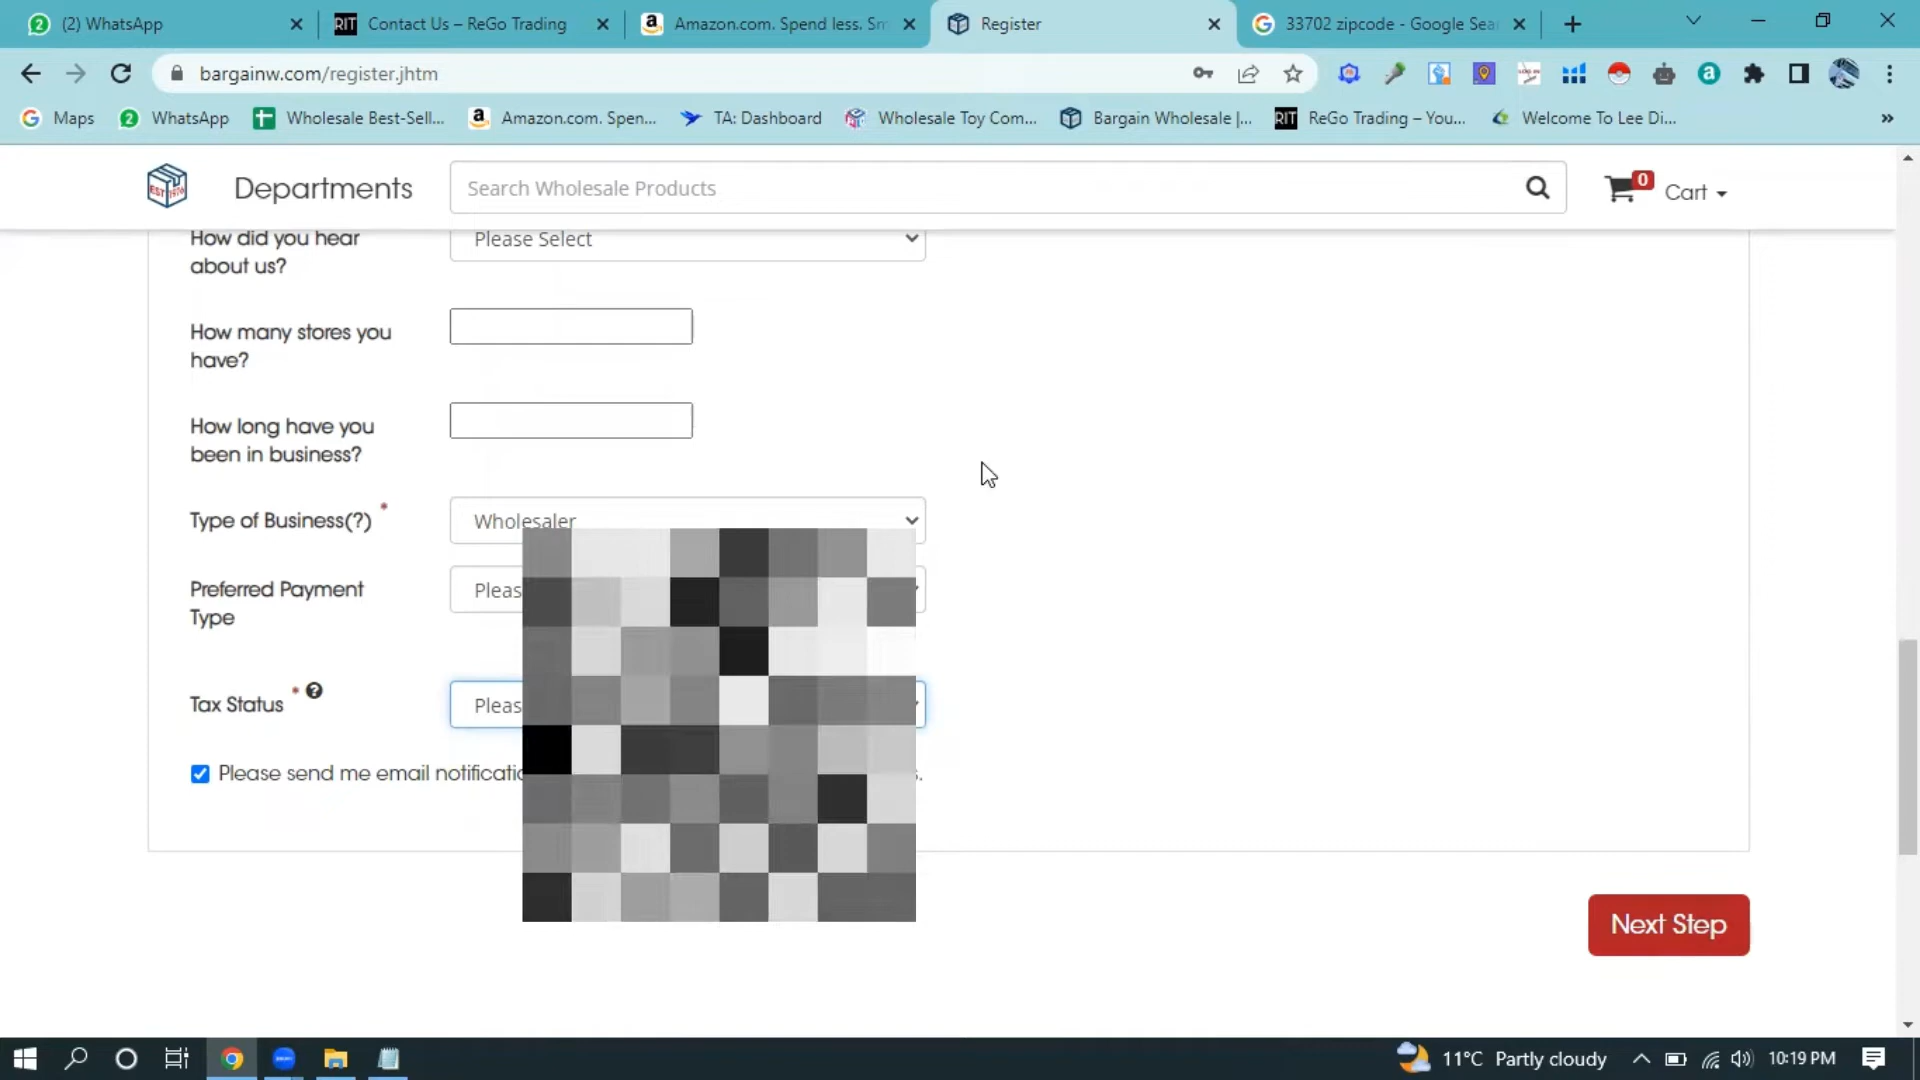 (2) WhatsApp
Contact Us – ReGo Trading
Amazon.com. Spend less. Sm
Register
33702 zipcode - Google Sea
bargainw.com/register.jhtm
Maps
WhatsApp
Wholesale Best-Sell...
Amazon.com. Spen...
TA: Dashboard
Wholesale Toy Com...
Bargain Wholesale |...
RIT
ReGo Trading – You...
Welcome To Lee Di...
EST 1976
Departments
Search Wholesale Products
0
Cart
How did you hear
about us?
Please Select
How many stores you
have?
How long have you
been in business?
Type of Business(?) *
Wholesaler
Preferred Payment
Type
Pleas
Tax Status *
Pleas
Please send me email notificatio
s.
Next Step
11°C Partly cloudy
10:19 PM